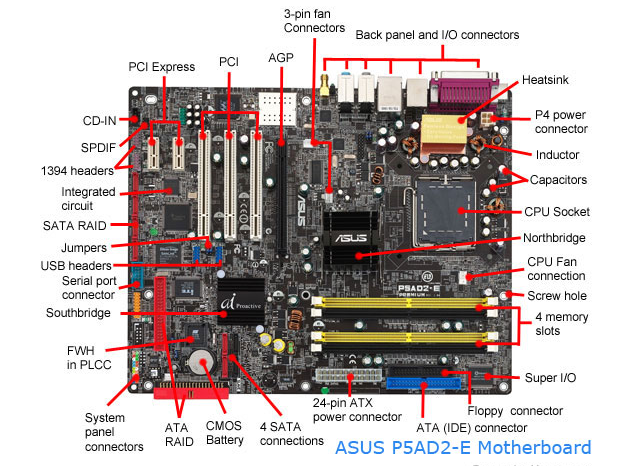 3-pin fan
Connectors
Back panel and I/O connectors
PCI Express
PCI
AGP
Heatsink
CD-IN
P4 power
connector
SPDIF
Inductor
1394 headers
Capacitors
Integrated
circuit
CPU Socket
SATA RAID
ASUS
ASUS
Northbridge
Jumpers
USB headers
CPU Fan
connection
Serial port
connector
P5AD2-E
PREMIUM
Screw hole
Southbridge
Proactive
4 memory
slots
FWH
in PLCC
Super I/O
24-pin ATX
power connector
Floppy connector
System
panel
connectors
ATA
RAID
CMOS
Battery
4 SATA
connections
ATA (IDE) connector
ASUS P5AD2-E Motherboard